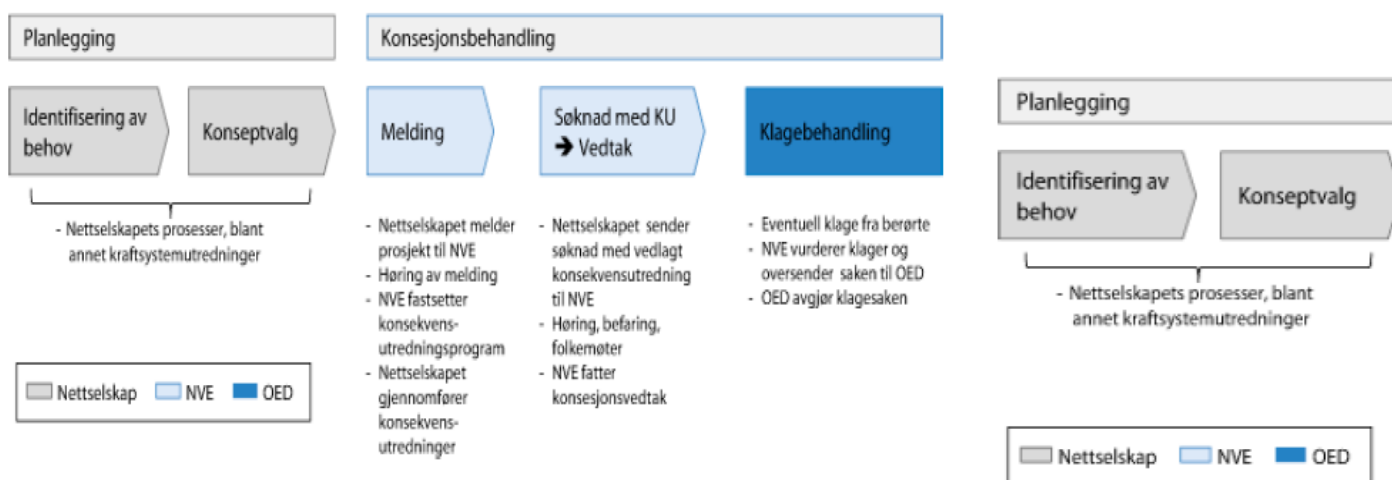 Planlegging
Identifisering av
behov
Konseptvalg
- Nettselskapets prosesser, blant
annet kraftsystemutredninger
Nettselskap
NVE
OED
Konsesjonsbehandling
Melding
- Nettselskapet melder
prosjekt til NVE
- Høring av melding
- NVE fastsetter
konsekvens-
utredningsprogram
- Nettselskapet
gjennomfører
konsekvens-
utredninger
Søknad med KU
➔ Vedtak
- Nettselskapet sender
søknad med vedlagt
konsekvensutredning
til NVE
- Høring, befaring,
folkemøter
- NVE fatter
konsesjonsvedtak
Klagebehandling
- Eventuell klage fra berørte
- NVE vurderer klager og
oversender saken til OED
- OED avgjør klagesaken
Planlegging
Identifisering av
behov
Konseptvalg
- Nettselskapets prosesser, blant
annet kraftsystemutredninger
Nettselskap
NVE
OED